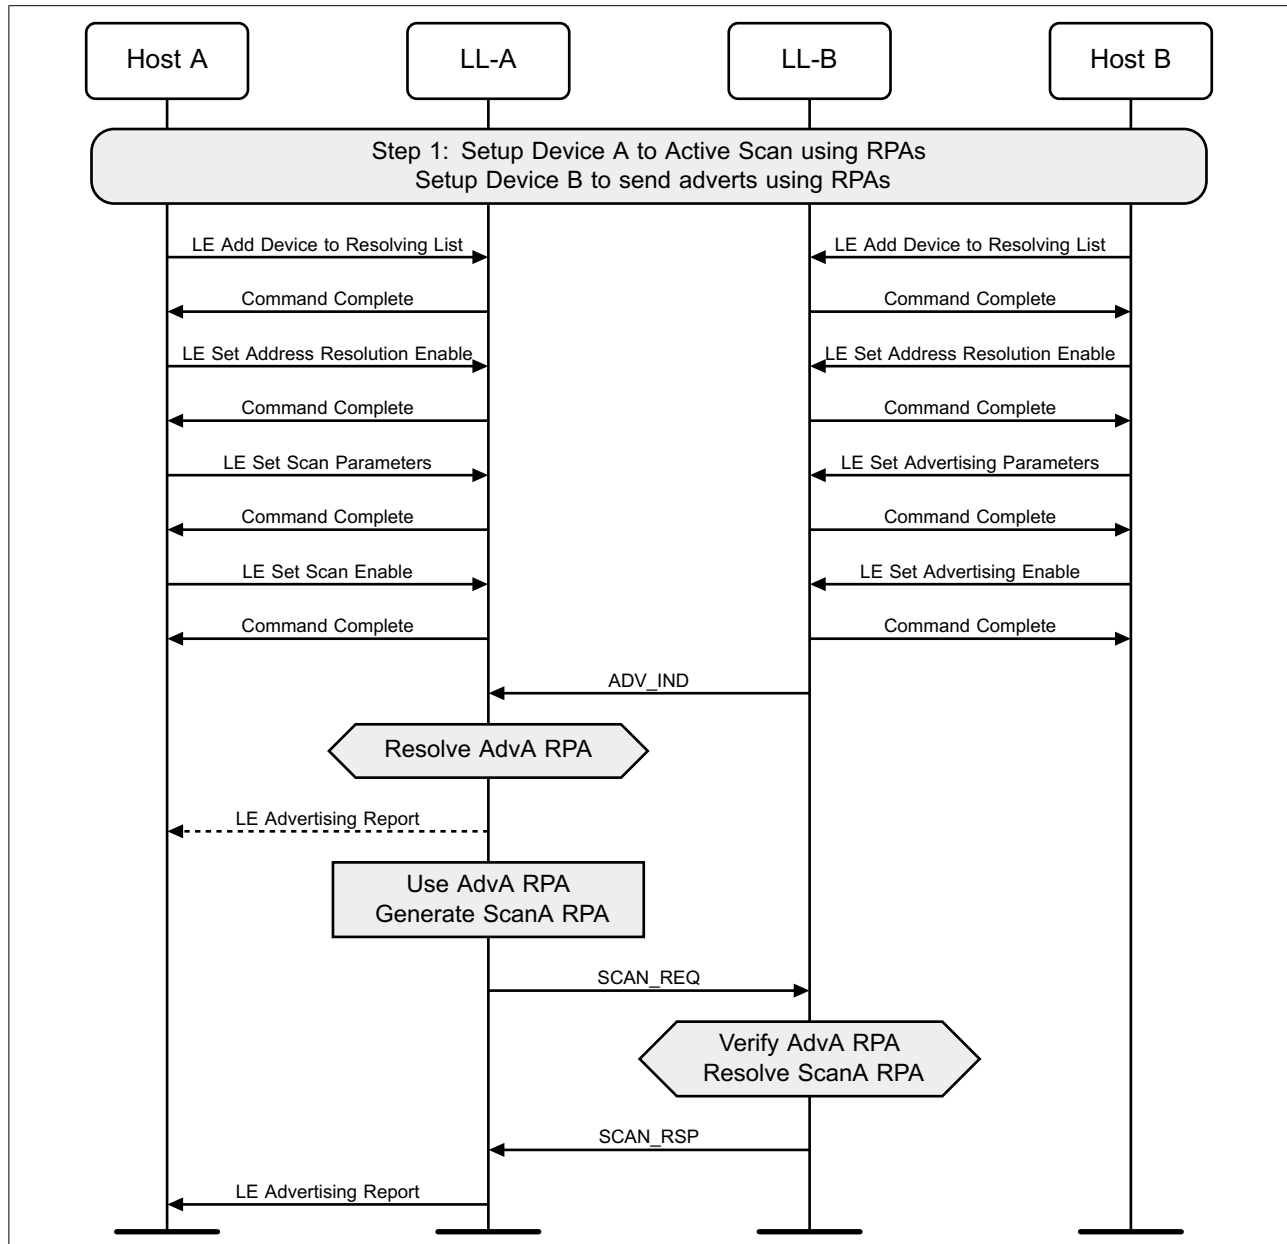 Host A
LL-A
LL-B
Host B
Step 1: Setup Device A to Active Scan using RPAs
Setup Device B to send adverts using RPAs
LE Add Device to Resolving List
LE Add Device to Resolving List
Command Complete
Command Complete
LE Set Address Resolution Enable
LE Set Address Resolution Enable
Command Complete
Command Complete
LE Set Scan Parameters
LE Set Advertising Parameters
Command Complete
Command Complete
LE Set Scan Enable
LE Set Advertising Enable
Command Complete
Command Complete
ADV_IND
Resolve AdvA RPA
LE Advertising Report
Use AdvA RPA
Generate ScanA RPA
SCAN_REQ
Verify AdvA RPA
Resolve ScanA RPA
SCAN_RSP
LE Advertising Report